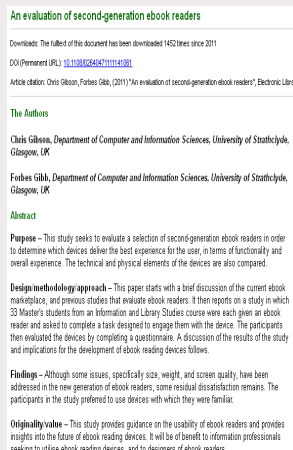 An evaluation of second-generation ebook readers
Downloads: The fulltext of this document has been downloaded 1452 times since 2011
DOI (Permanent URL): 10.1108/02640471111141061
Article citation: Chris Gibson, Forbes Gibb, (2011) "An evaluation of second-generation ebook readers", Electronic
The Authors
Chris Gibson, Department of Computer and Information Sciences, University of Strathclyde,
Glasgow, UK
Forbes Gibb, Department of Computer and Information Sciences, University of Strathclyde,
Glasgow, UK
Abstract
Purpose – This study seeks to evaluate a selection of second-generation ebook readers in order
to determine which devices deliver the best experience for the user, in terms of functionality and
overall experience. The technical and physical elements of the devices are also compared.
Design/methodology/approach – This paper starts with a brief discussion of the current ebook
marketplace, and previous studies that evaluate ebook readers. It then reports on a study in which
33 Master's students from an Information and Library Studies course were each given an ebook
reader and asked to complete a task designed to engage them with the device. The participants
then evaluated the devices by completing a questionnaire. A discussion of the results of the study
and implications for the development of ebook reading devices follows.
Findings – Although some issues, specifically size, weight, and screen quality, have been
addressed in the new generation of ebook readers, some residual dissatisfaction remains. The
participants in the study preferred to use devices with which they were familiar.
Originality/value – This study provides guidance on the usability of ebook readers and provides
insights into the future of ebook reading devices. It will be of benefit to information professionals
seeking to utilise ebook reading devices, and to designers of ebook readers.